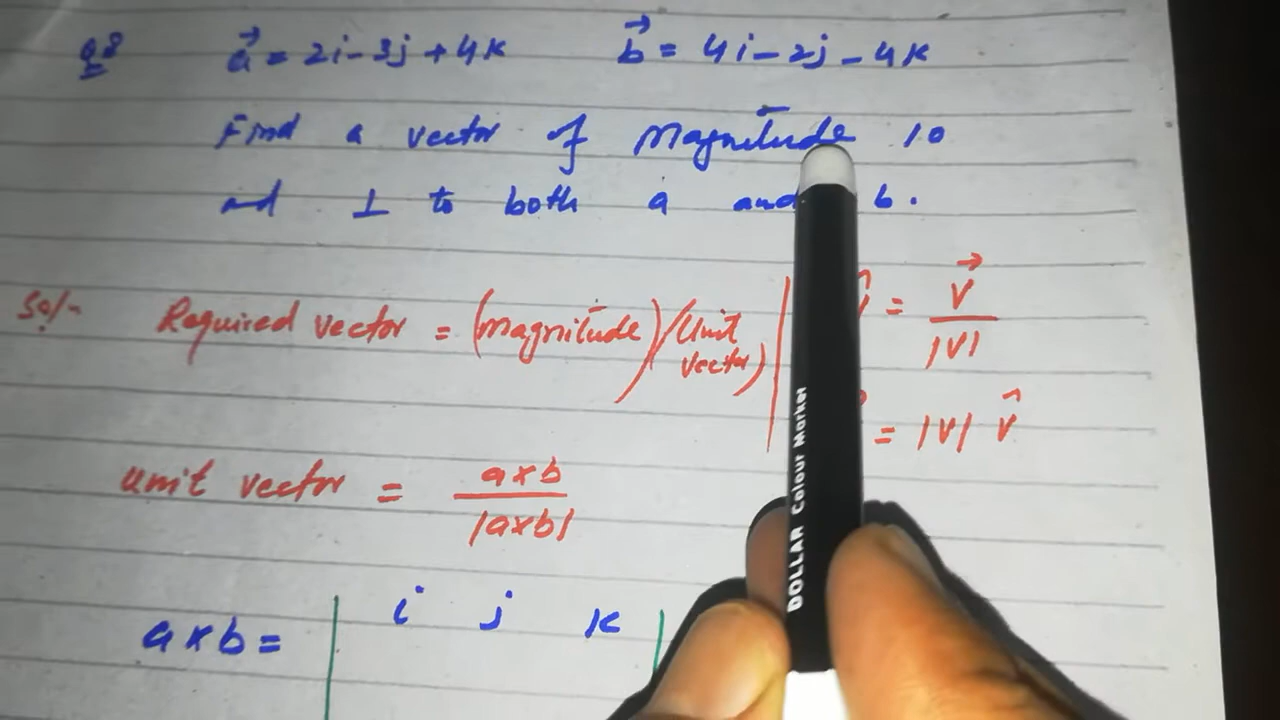 Q8 a⃗ = 2i - 3j + 4k b⃗ = 4i - 2j - 4k
Find a vector of Magnitude 10
and ⊥ to both a and b.
Sol:- Required vector = (Magnitude)(Unit vector) = v⃗ / |v|
= |v| v̂
unit vector = a×b / |a×b|
a×b = | i j k |
DOLLAR Colour Marker